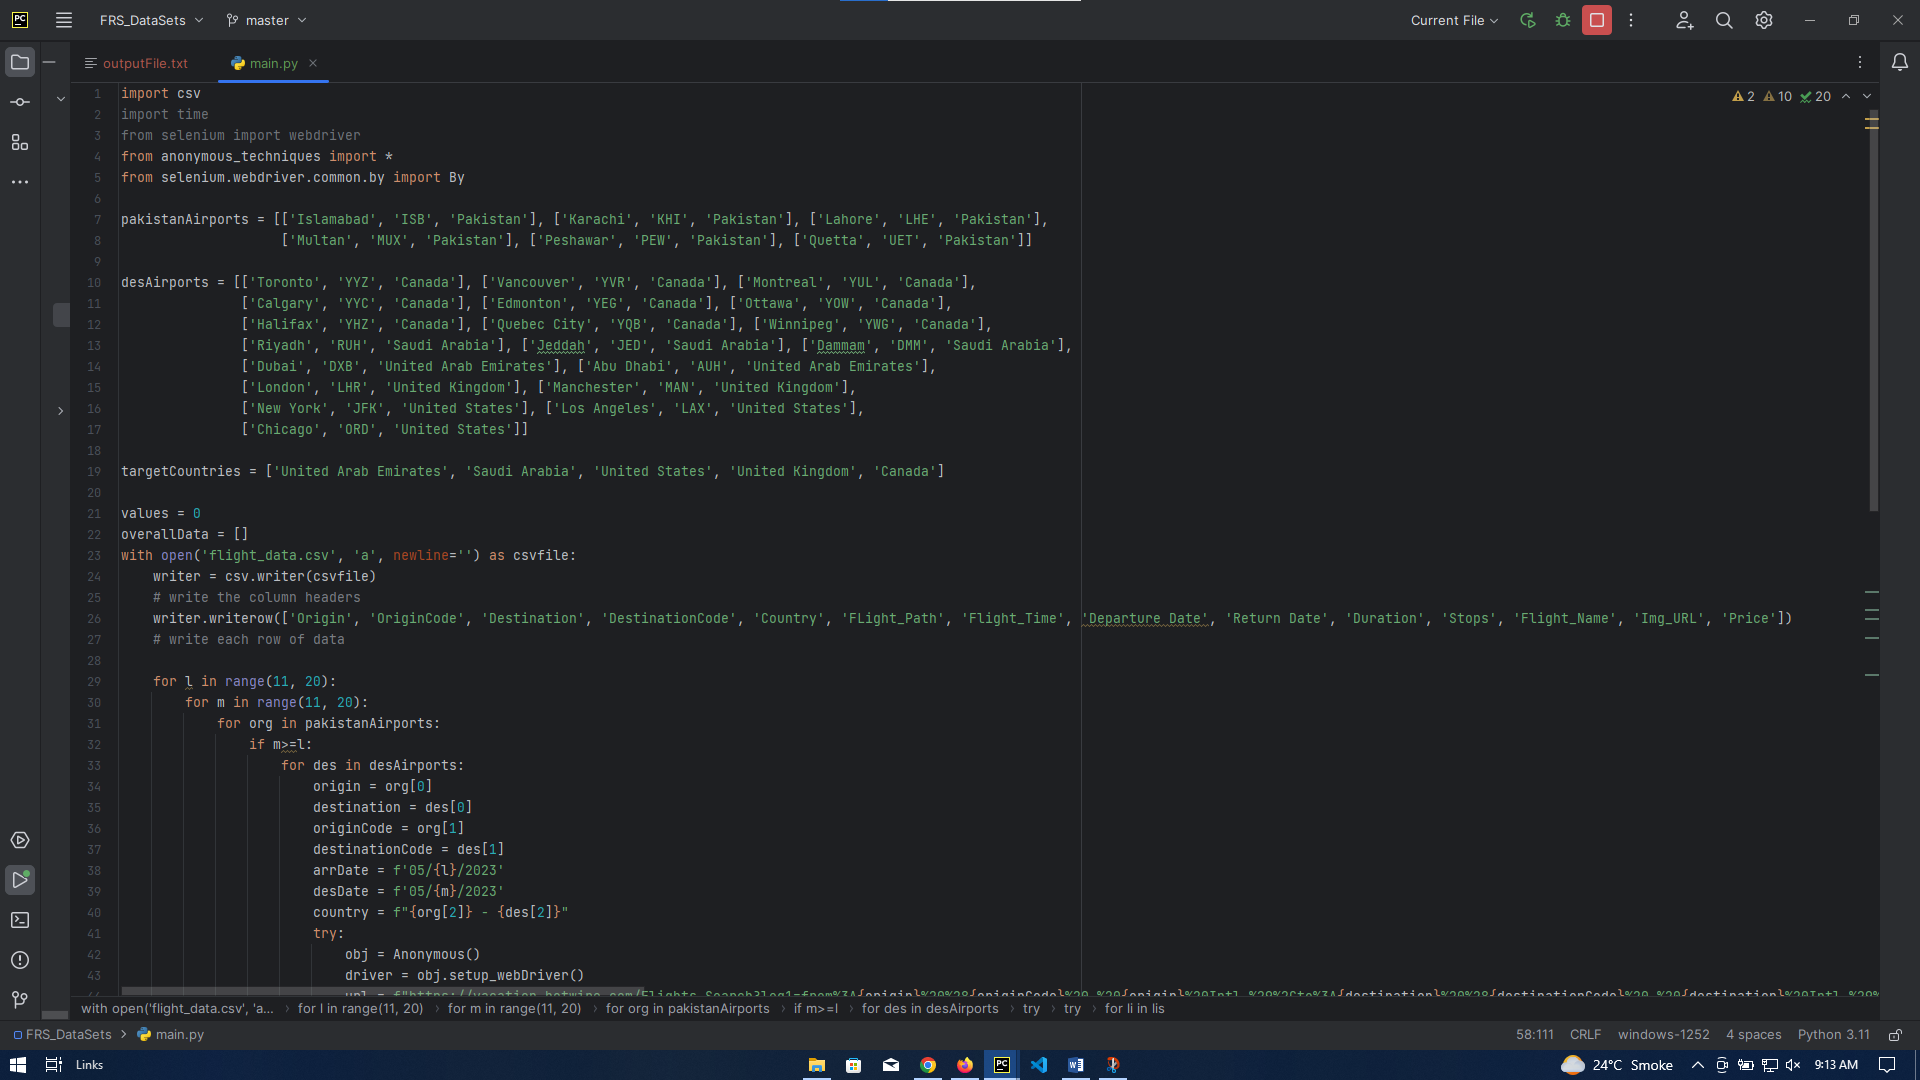 PC FRS_DataSets master Current File
outputFile.txt main.py
2 10 20
1 import csv
2 import time
3 from selenium import webdriver
4 from anonymous_techniques import *
5 from selenium.webdriver.common.by import By
6
7 pakistanAirports = [['Islamabad', 'ISB', 'Pakistan'], ['Karachi', 'KHI', 'Pakistan'], ['Lahore', 'LHE', 'Pakistan'],
8 ['Multan', 'MUX', 'Pakistan'], ['Peshawar', 'PEW', 'Pakistan'], ['Quetta', 'UET', 'Pakistan']]
9
10 desAirports = [['Toronto', 'YYZ', 'Canada'], ['Vancouver', 'YVR', 'Canada'], ['Montreal', 'YUL', 'Canada'],
11 ['Calgary', 'YYC', 'Canada'], ['Edmonton', 'YEG', 'Canada'], ['Ottawa', 'YOW', 'Canada'],
12 ['Halifax', 'YHZ', 'Canada'], ['Quebec City', 'YQB', 'Canada'], ['Winnipeg', 'YWG', 'Canada'],
13 ['Riyadh', 'RUH', 'Saudi Arabia'], ['Jeddah', 'JED', 'Saudi Arabia'], ['Dammam', 'DMM', 'Saudi Arabia'],
14 ['Dubai', 'DXB', 'United Arab Emirates'], ['Abu Dhabi', 'AUH', 'United Arab Emirates'],
15 ['London', 'LHR', 'United Kingdom'], ['Manchester', 'MAN', 'United Kingdom'],
16 ['New York', 'JFK', 'United States'], ['Los Angeles', 'LAX', 'United States'],
17 ['Chicago', 'ORD', 'United States']]
18
19 targetCountries = ['United Arab Emirates', 'Saudi Arabia', 'United States', 'United Kingdom', 'Canada']
20
21 values = 0
22 overallData = []
23 with open('flight_data.csv', 'a', newline='') as csvfile:
24 writer = csv.writer(csvfile)
25 # write the column headers
26 writer.writerow(['Origin', 'OriginCode', 'Destination', 'DestinationCode', 'Country', 'FLight_Path', 'Flight_Time', 'Departure Date', 'Return Date', 'Duration', 'Stops', 'Flight_Name', 'Img_URL', 'Price'])
27 # write each row of data
28
29 for l in range(11, 20):
30 for m in range(11, 20):
31 for org in pakistanAirports:
32 if m>=l:
33 for des in desAirports:
34 origin = org[0]
35 destination = des[0]
36 originCode = org[1]
37 destinationCode = des[1]
38 arrDate = f'05/{l}/2023'
39 desDate = f'05/{m}/2023'
40 country = f"{org[2]} - {des[2]}"
41 try:
42 obj = Anonymous()
43 driver = obj.setup_webDriver()
with open('flight_data.csv', 'a... for l in range(11, 20) for m in range(11, 20) for org in pakistanAirports if m>=l for des in desAirports try try for li in lis
FRS_DataSets main.py 58:111 CRLF windows-1252 4 spaces Python 3.11
Links PC 24°C Smoke 9:13 AM